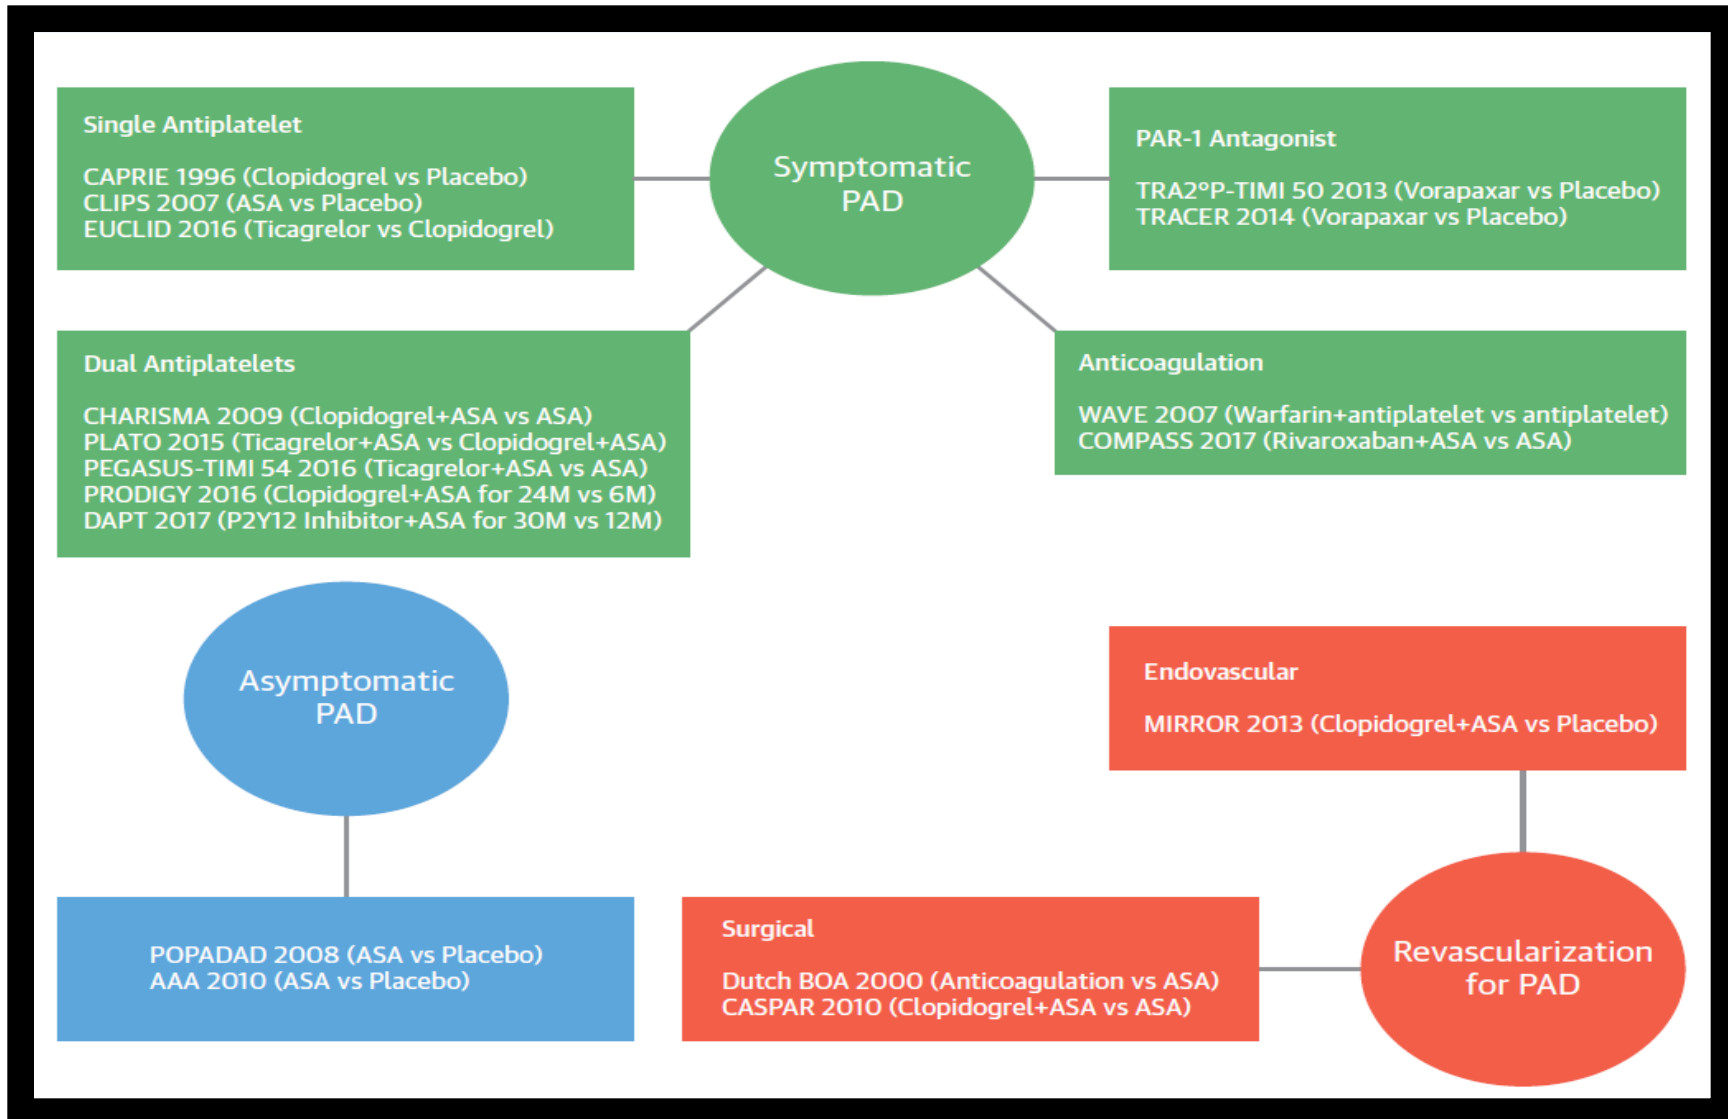 Symptomatic
PAD
Single Antiplatelet
CAPRIE 1996 (Clopidogrel vs Placebo)
CLIPS 2007 (ASA vs Placebo)
EUCLID 2016 (Ticagrelor vs Clopidogrel)
PAR-1 Antagonist
TRA2°P-TIMI 50 2013 (Vorapaxar vs Placebo)
TRACER 2014 (Vorapaxar vs Placebo)
Dual Antiplatelets
CHARISMA 2009 (Clopidogrel+ASA vs ASA)
PLATO 2015 (Ticagrelor+ASA vs Clopidogrel+ASA)
PEGASUS-TIMI 54 2016 (Ticagrelor+ASA vs ASA)
PRODIGY 2016 (Clopidogrel+ASA for 24M vs 6M)
DAPT 2017 (P2Y12 Inhibitor+ASA for 30M vs 12M)
Anticoagulation
WAVE 2007 (Warfarin+antiplatelet vs antiplatelet)
COMPASS 2017 (Rivaroxaban+ASA vs ASA)
Asymptomatic
PAD
POPADAD 2008 (ASA vs Placebo)
AAA 2010 (ASA vs Placebo)
Endovascular
MIRROR 2013 (Clopidogrel+ASA vs Placebo)
Surgical
Dutch BOA 2000 (Anticoagulation vs ASA)
CASPAR 2010 (Clopidogrel+ASA vs ASA)
Revascularization
for PAD